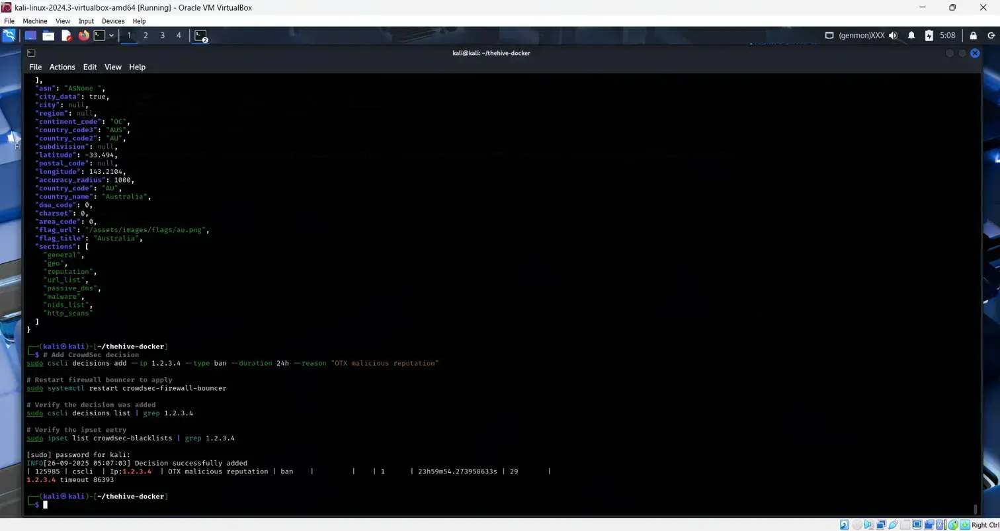 kali-linux-2024.3-virtualbox-amd64 [Running] - Oracle VM VirtualBox
File Machine View Input Devices Help
1 2 3 4 2 (genmon)XXX 5:08
kali@kali: ~/thehive-docker
File Actions Edit View Help
],
"asn": "ASNone ",
"city_data": true,
"city": null,
"region": null,
"continent_code": "OC",
"country_code3": "AUS",
"country_code2": "AU",
"subdivision": null,
"latitude": -33.494,
"postal_code": null,
"longitude": 143.2104,
"accuracy_radius": 1000,
"country_code": "AU",
"country_name": "Australia",
"dma_code": 0,
"charset": 0,
"area_code": 0,
"flag_url": "/assets/images/flags/au.png",
"flag_title": "Australia",
"sections": [
"general",
"geo",
"reputation",
"url_list",
"passive_dns",
"malware",
"nids_list",
"http_scans"
]
}
┌──(kali㉿kali)-[~/thehive-docker]
└─$ # Add CrowdSec decision
sudo cscli decisions add --ip 1.2.3.4 --type ban --duration 24h --reason "OTX malicious reputation"
# Restart firewall bouncer to apply
sudo systemctl restart crowdsec-firewall-bouncer
# Verify the decision was added
sudo cscli decisions list | grep 1.2.3.4
# Verify the ipset entry
sudo ipset list crowdsec-blacklists | grep 1.2.3.4
[sudo] password for kali:
INFO[26-09-2025 05:07:03] Decision successfully added
| 125985 | cscli | Ip:1.2.3.4 | OTX malicious reputation | ban | | | 1 | 23h59m54.273958633s | 29 |
1.2.3.4 timeout 86393
┌──(kali㉿kali)-[~/thehive-docker]
└─$
Right Ctrl